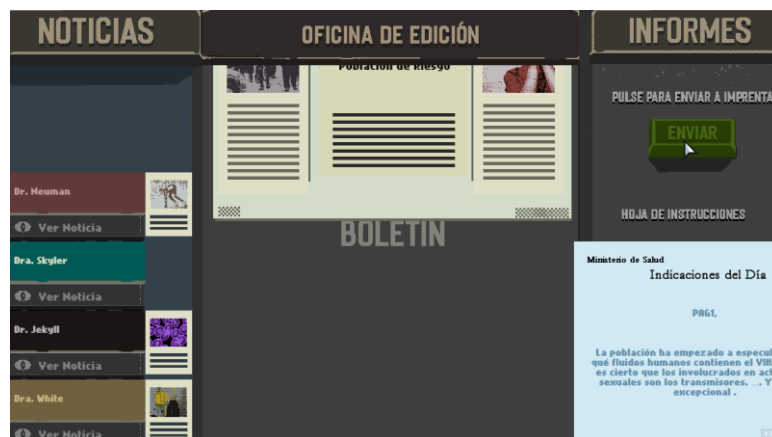 NOTICIAS
OFICINA DE EDICIÓN
INFORMES
Población de Riesgo
PULSE PARA ENVIAR A IMPRENTA
ENVIAR
Dr. Neuman
Ver Noticia
BOLETIN
HOJA DE INSTRUCCIONES
Dra. Skyler
Ver Noticia
Ministerio de Salud
Indicaciones del Día
PAG1,
Dr. Jekyll
Ver Noticia
La población ha empezado a especul
qué fluidos humanos contienen el VIH
es cierto que los involucrados en act
sexuales son los transmisores. .. Y
excepcional .
Dra. White
Ver Noticia